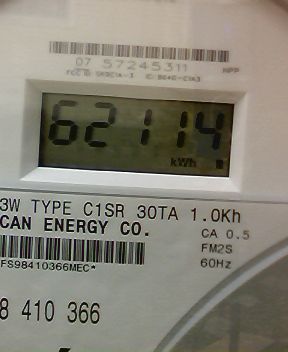 07 57245311 NPP
62114
kWh
3W TYPE C1SR 30TA 1.0Kh
CAN ENERGY CO.
CA 0.5
FM2S
60Hz
FS98410366MEC*
8 410 366